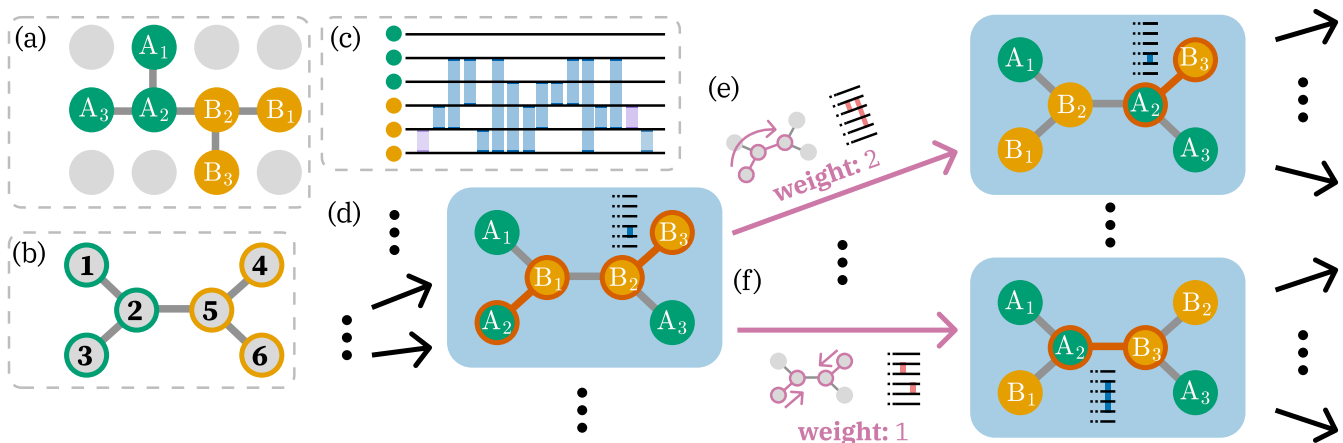 (a)
A₁
A₃ A₂ B₂ B₁
B₃
(b)
1 4
2 5
3 6
(c)
(d)
A₁ B₃
B₁ B₂
A₂ A₃
(e)
weight: 2
A₁ B₃
B₂ A₂
B₁ A₃
(f)
weight: 1
A₁ B₂
A₂ B₃
B₁ A₃